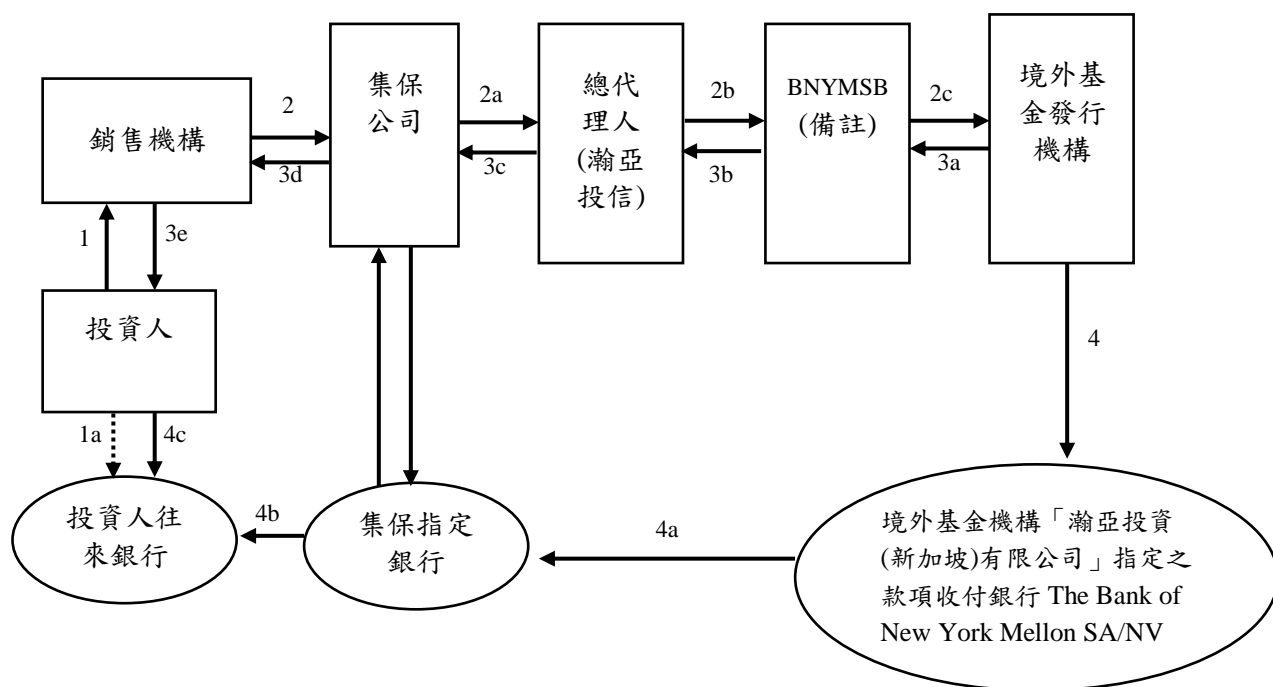 銷售機構
2
3d
集保
公司
2a
3c
總代
理人
(瀚亞
投信)
2b
3b
BNYMSB
(備註)
2c
3a
境外基
金發行
機構
1
3e
投資人
1a
4c
4
投資人往
來銀行
4b
集保指定
銀行
4a
境外基金機構「瀚亞投資
(新加坡)有限公司」指定之
款項收付銀行 The Bank of
New York Mellon SA/NV